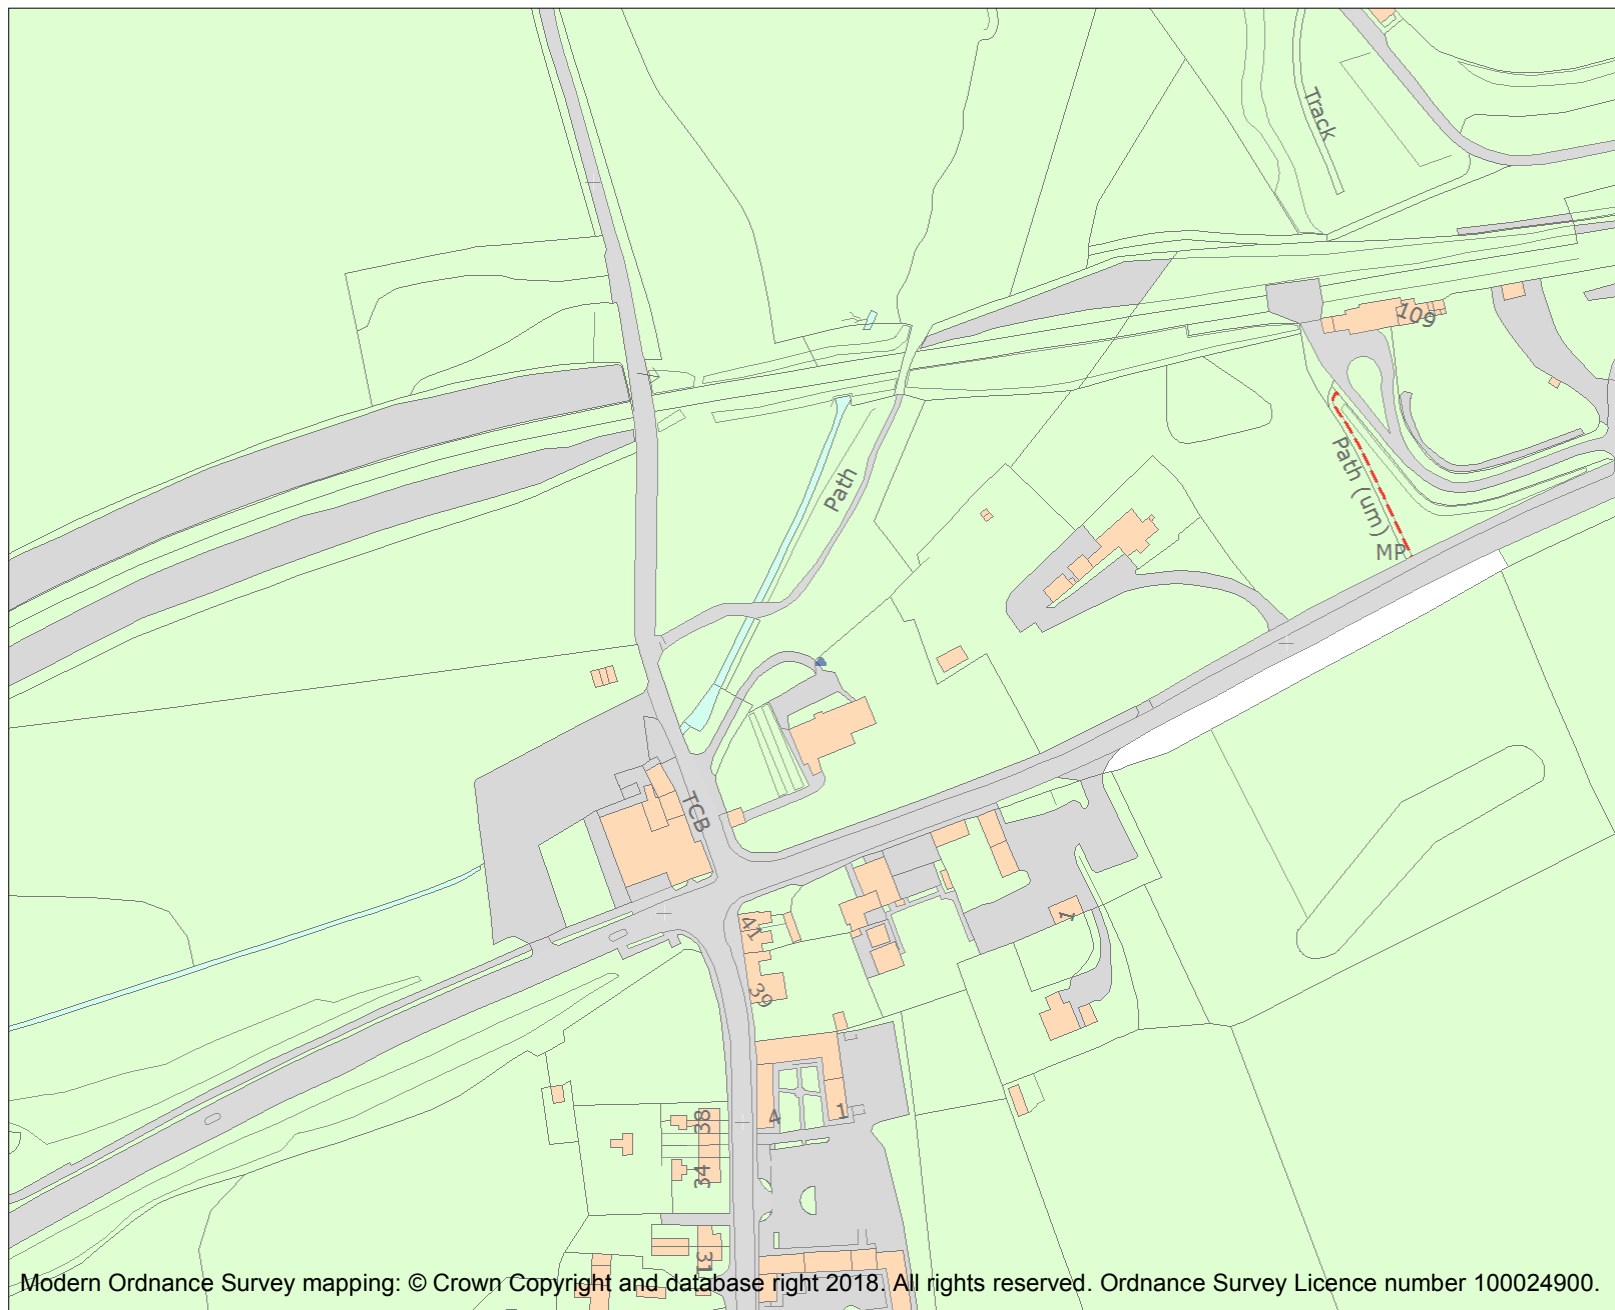 Track
109
Path
Path (um)
MP
TCB
1
41
39
4
1
38
34
31
Modern Ordnance Survey mapping: © Crown Copyright and database right 2018. All rights reserved. Ordnance Survey Licence number 100024900.